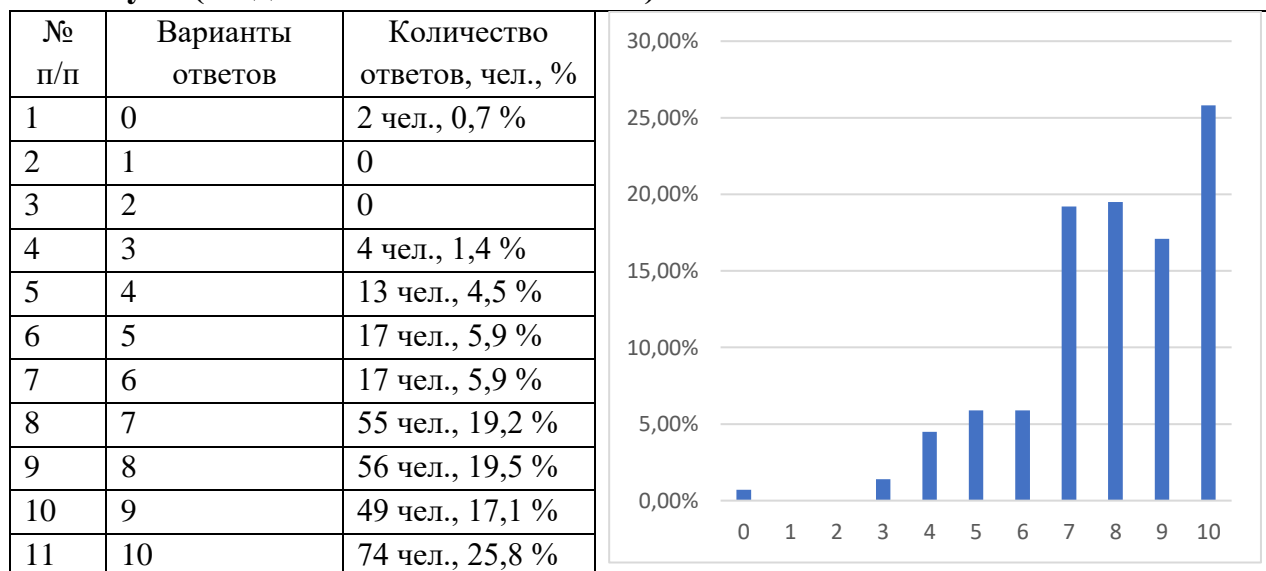 № Варианты Количество
п/п ответов ответов, чел., %
1 0 2 чел., 0,7 %
2 1 0
3 2 0
4 3 4 чел., 1,4 %
5 4 13 чел., 4,5 %
6 5 17 чел., 5,9 %
7 6 17 чел., 5,9 %
8 7 55 чел., 19,2 %
9 8 56 чел., 19,5 %
10 9 49 чел., 17,1 %
11 10 74 чел., 25,8 %
30,00%
25,00%
20,00%
15,00%
10,00%
5,00%
0,00%
0 1 2 3 4 5 6 7 8 9 10